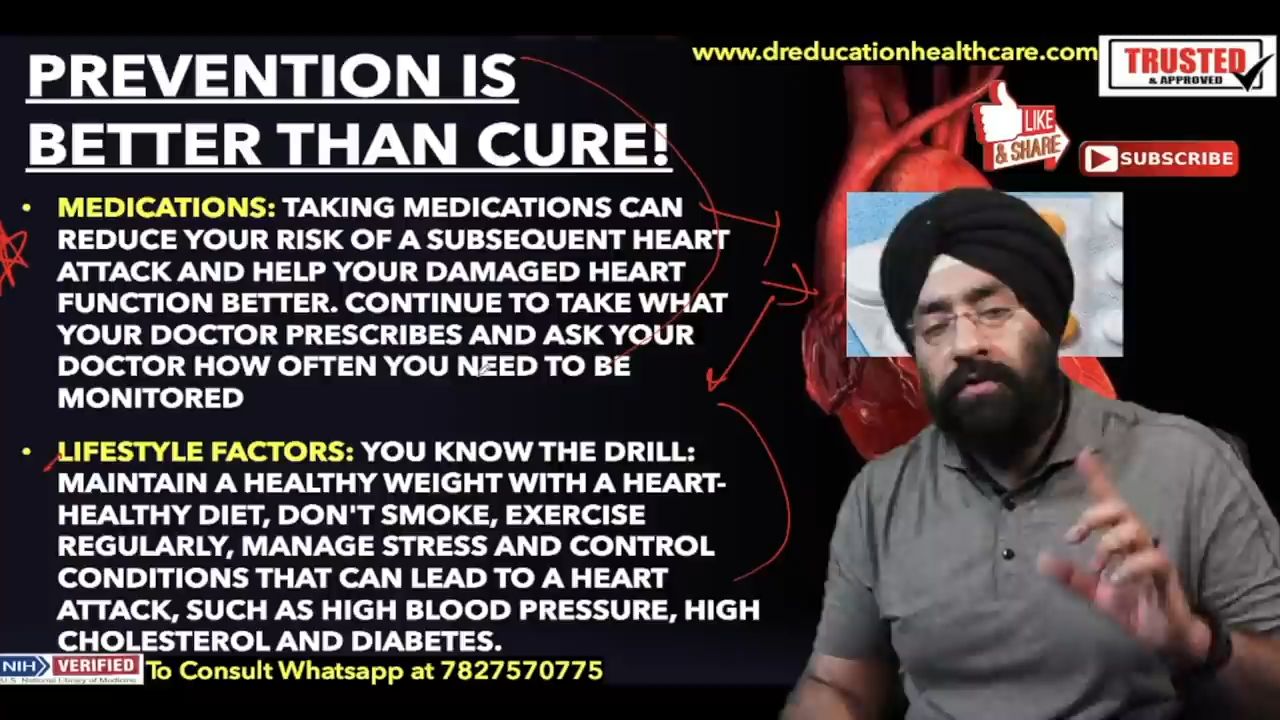 PREVENTION IS
BETTER THAN CURE!
www.dreducationhealthcare.com
TRUSTED
& APPROVED
LIKE
& SHARE
SUBSCRIBE
• MEDICATIONS: TAKING MEDICATIONS CAN
REDUCE YOUR RISK OF A SUBSEQUENT HEART
ATTACK AND HELP YOUR DAMAGED HEART
FUNCTION BETTER. CONTINUE TO TAKE WHAT
YOUR DOCTOR PRESCRIBES AND ASK YOUR
DOCTOR HOW OFTEN YOU NEED TO BE
MONITORED
• LIFESTYLE FACTORS: YOU KNOW THE DRILL:
MAINTAIN A HEALTHY WEIGHT WITH A HEART-
HEALTHY DIET, DON'T SMOKE, EXERCISE
REGULARLY, MANAGE STRESS AND CONTROL
CONDITIONS THAT CAN LEAD TO A HEART
ATTACK, SUCH AS HIGH BLOOD PRESSURE, HIGH
CHOLESTEROL AND DIABETES.
NIH VERIFIED
U.S. National Library of Medicine
To Consult Whatsapp at 7827570775